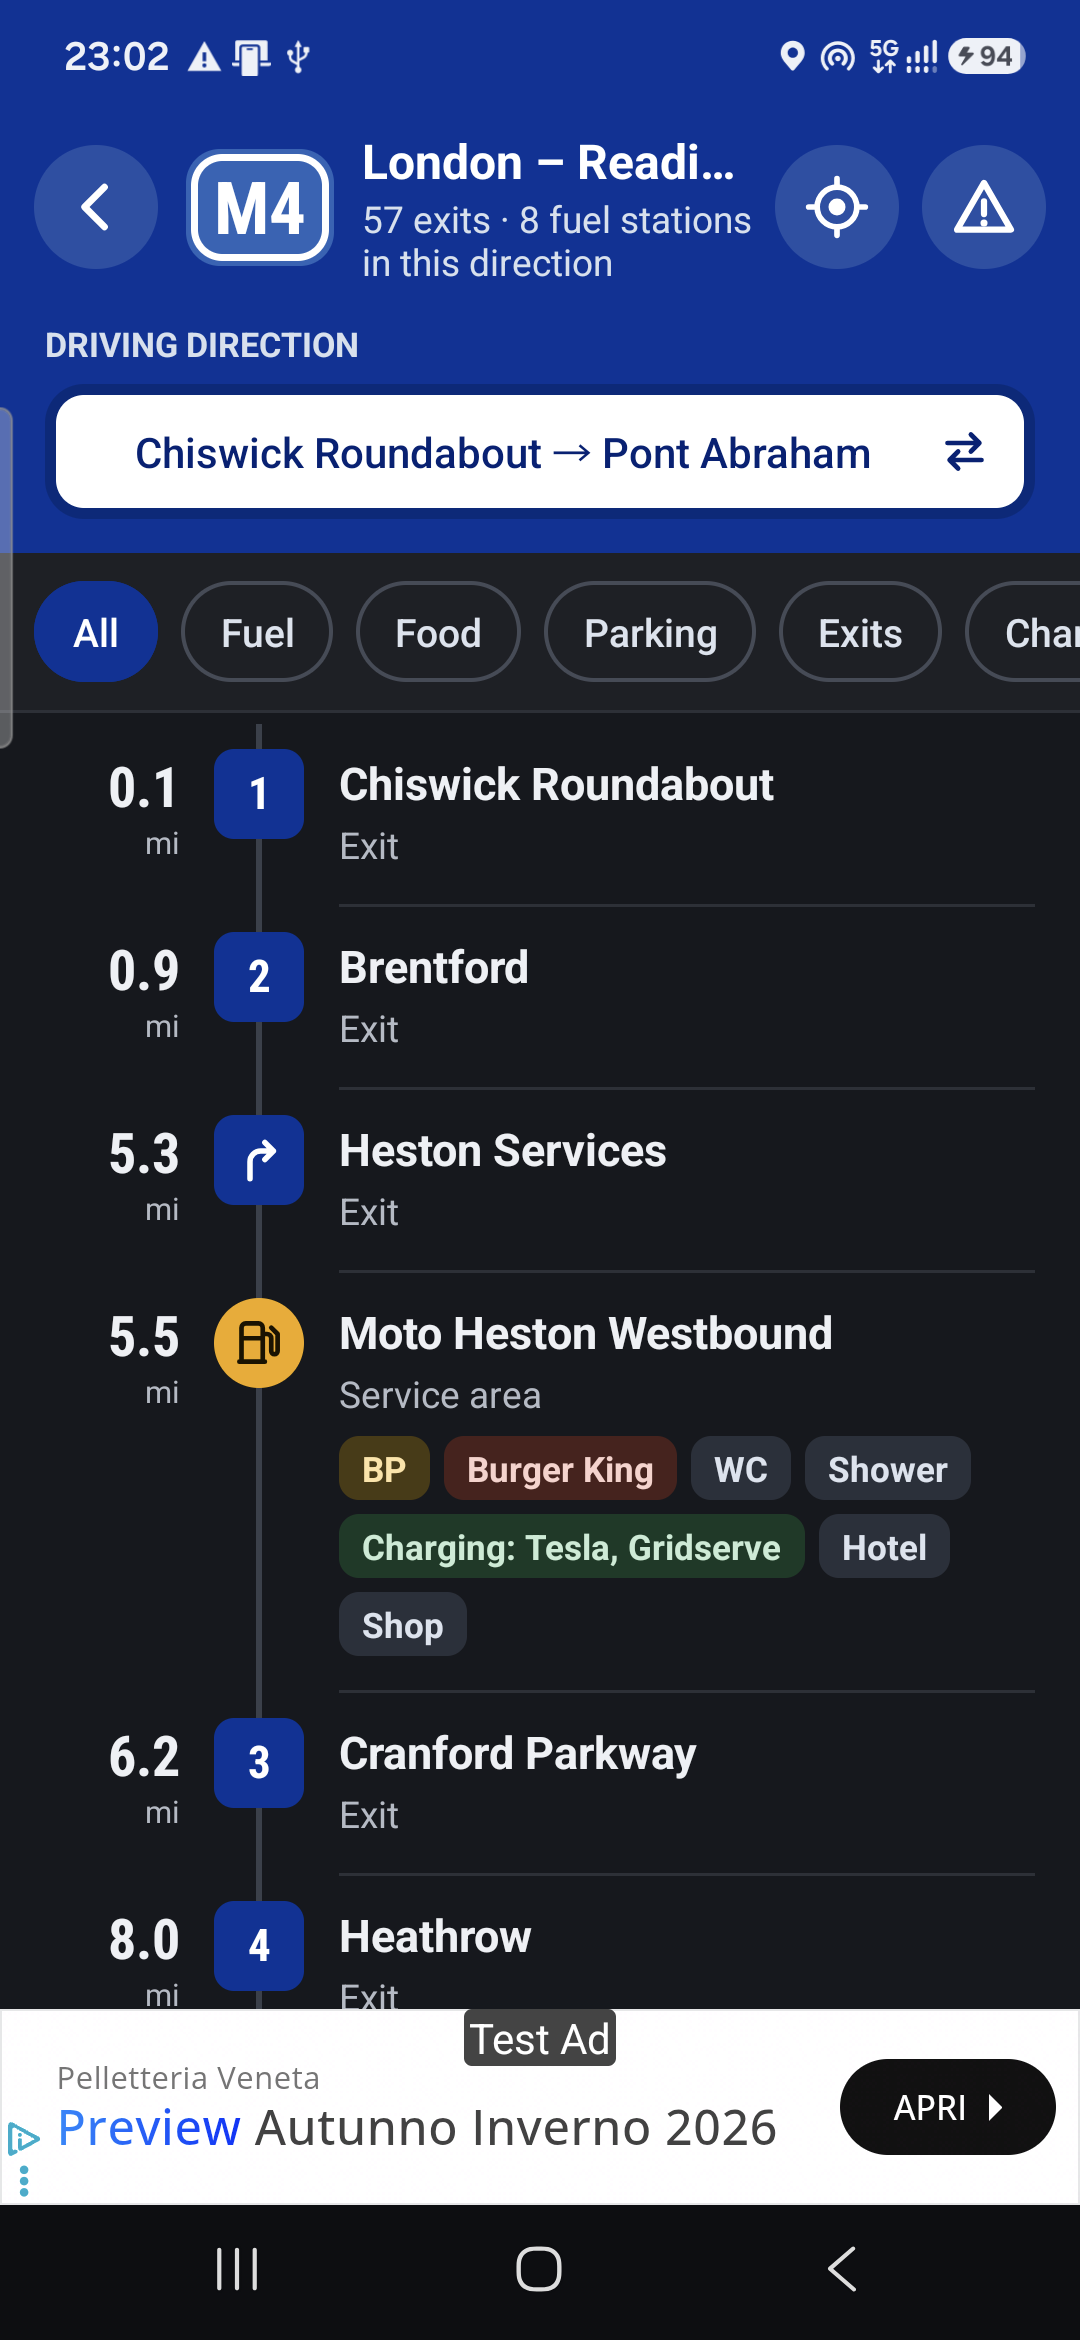 23:02
5G
94
M4
London – Readi...
57 exits · 8 fuel stations
in this direction
DRIVING DIRECTION
Chiswick Roundabout → Pont Abraham
All
Fuel
Food
Parking
Exits
Char
0.1
mi
1
Chiswick Roundabout
Exit
0.9
mi
2
Brentford
Exit
5.3
mi
Heston Services
Exit
5.5
mi
Moto Heston Westbound
Service area
BP
Burger King
WC
Shower
Charging: Tesla, Gridserve
Hotel
Shop
6.2
mi
3
Cranford Parkway
Exit
8.0
mi
4
Heathrow
Exit
Test Ad
Pelletteria Veneta
Preview Autunno Inverno 2026
APRI